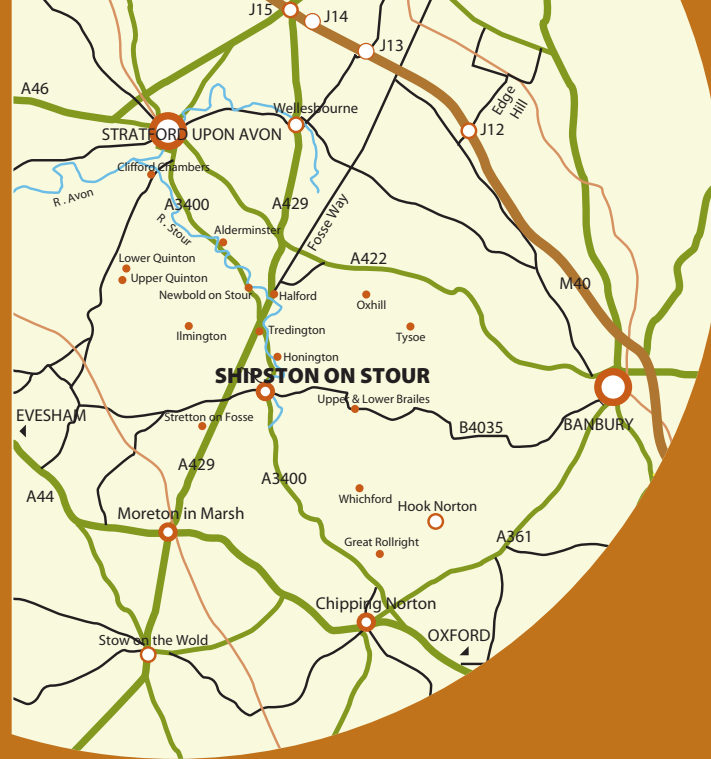 J15
J14
J13
A46
Edge
Hill
Wellesbourne
J12
STRATFORD UPON AVON
Clifford Chambers
R. Avon
A3400
A429
Fosse Way
R. Stour
Alderminster
Lower Quinton
A422
Upper Quinton
M40
Newbold on Stour
Halford
Oxhill
Ilmington
Tredington
Tysoe
Honington
SHIPSTON ON STOUR
Upper & Lower Brailes
EVESHAM
Stretton on Fosse
B4035
BANBURY
A429
A3400
A44
Whichford
Moreton in Marsh
Hook Norton
Great Rollright
A361
Chipping Norton
Stow on the Wold
OXFORD